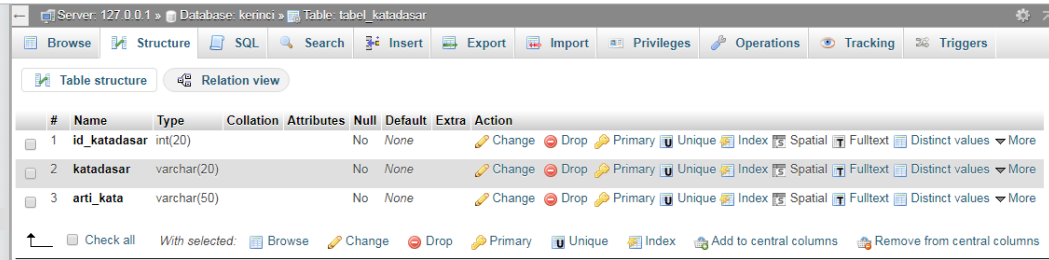 Server: 127.0.0.1 » Database: kerinci » Table: tabel_katadasar
Browse Structure SQL Search Insert Export Import Privileges Operations Tracking Triggers
Table structure Relation view
# Name Type Collation Attributes Null Default Extra Action
1 id_katadasar int(20) No None Change Drop Primary Unique Index Spatial Fulltext Distinct values More
2 katadasar varchar(20) No None Change Drop Primary Unique Index Spatial Fulltext Distinct values More
3 arti_kata varchar(50) No None Change Drop Primary Unique Index Spatial Fulltext Distinct values More
Check all With selected: Browse Change Drop Primary Unique Index Add to central columns Remove from central columns